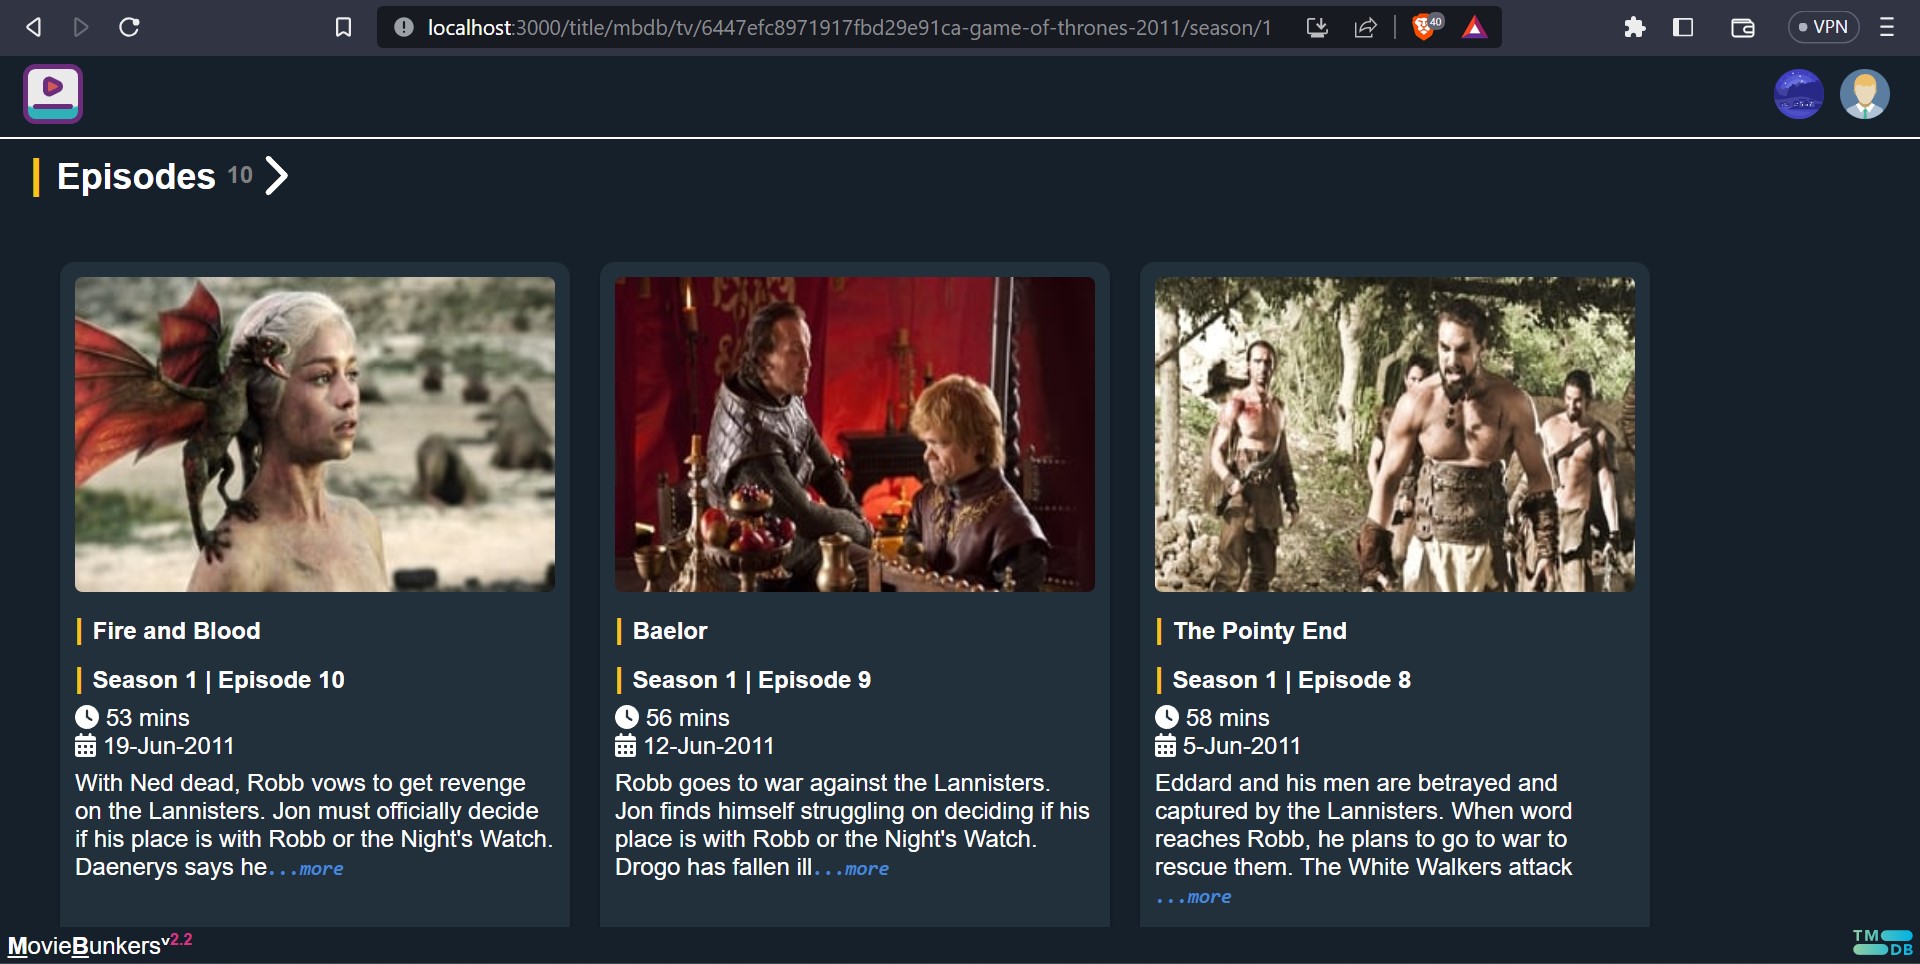 localhost:3000/title/mbdb/tv/6447efc8971917fbd29e91ca-game-of-thrones-2011/season/1
40
VPN
Episodes 10
Fire and Blood
Season 1 | Episode 10
53 mins
19-Jun-2011
With Ned dead, Robb vows to get revenge
on the Lannisters. Jon must officially decide
if his place is with Robb or the Night's Watch.
Daenerys says he...more
Baelor
Season 1 | Episode 9
56 mins
12-Jun-2011
Robb goes to war against the Lannisters.
Jon finds himself struggling on deciding if his
place is with Robb or the Night's Watch.
Drogo has fallen ill...more
The Pointy End
Season 1 | Episode 8
58 mins
5-Jun-2011
Eddard and his men are betrayed and
captured by the Lannisters. When word
reaches Robb, he plans to go to war to
rescue them. The White Walkers attack
...more
MovieBunkersv2.2
TM
DB